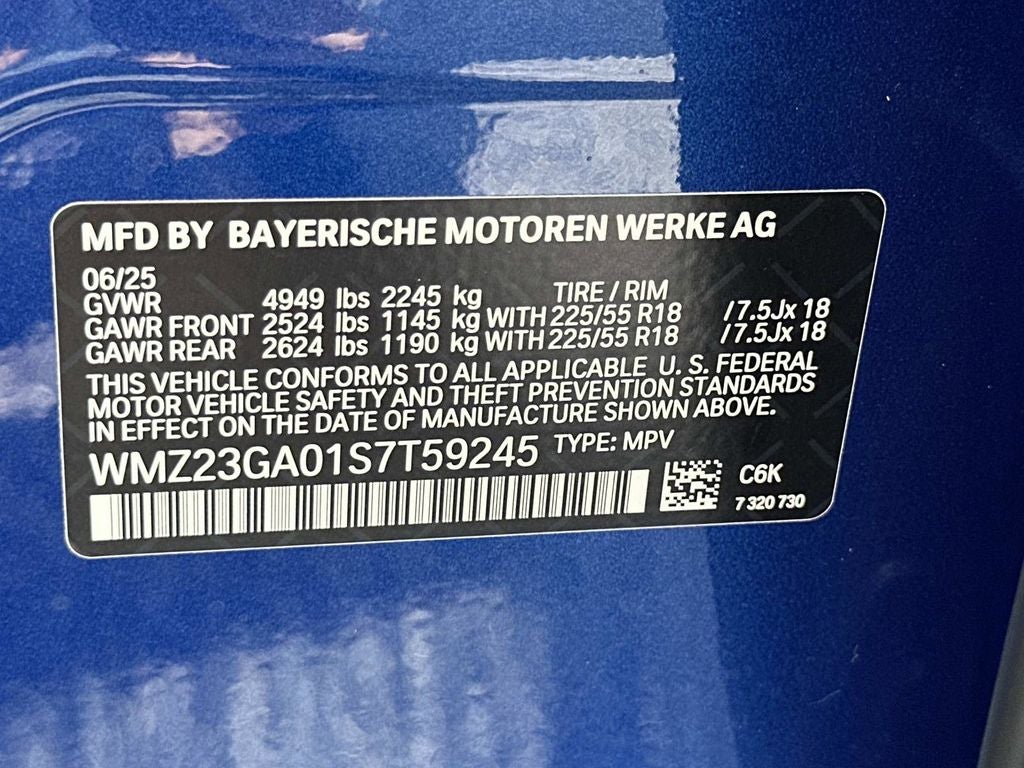 MFD BY BAYERISCHE MOTOREN WERKE AG
06/25
GVWR 4949 lbs 2245 kg TIRE / RIM
GAWR FRONT 2524 lbs 1145 kg WITH 225/55 R18 /7.5Jx 18
GAWR REAR 2624 lbs 1190 kg WITH 225/55 R18 /7.5Jx 18
THIS VEHICLE CONFORMS TO ALL APPLICABLE U. S. FEDERAL
MOTOR VEHICLE SAFETY AND THEFT PREVENTION STANDARDS
IN EFFECT ON THE DATE OF MANUFACTURE SHOWN ABOVE.
WMZ23GA01S7T59245 TYPE: MPV
C6K
7 320 730